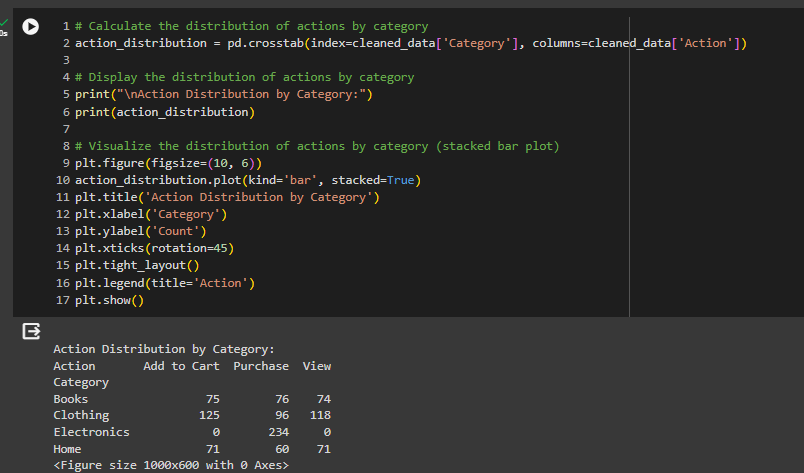 1 # Calculate the distribution of actions by category
2 action_distribution = pd.crosstab(index=cleaned_data['Category'], columns=cleaned_data['Action'])
3
4 # Display the distribution of actions by category
5 print("\nAction Distribution by Category:")
6 print(action_distribution)
7
8 # Visualize the distribution of actions by category (stacked bar plot)
9 plt.figure(figsize=(10, 6))
10 action_distribution.plot(kind='bar', stacked=True)
11 plt.title('Action Distribution by Category')
12 plt.xlabel('Category')
13 plt.ylabel('Count')
14 plt.xticks(rotation=45)
15 plt.tight_layout()
16 plt.legend(title='Action')
17 plt.show()
Action Distribution by Category:
Action       Add to Cart  Purchase  View
Category
Books                 75        76    74
Clothing             125        96   118
Electronics            0       234     0
Home                  71        60    71
<Figure size 1000x600 with 0 Axes>